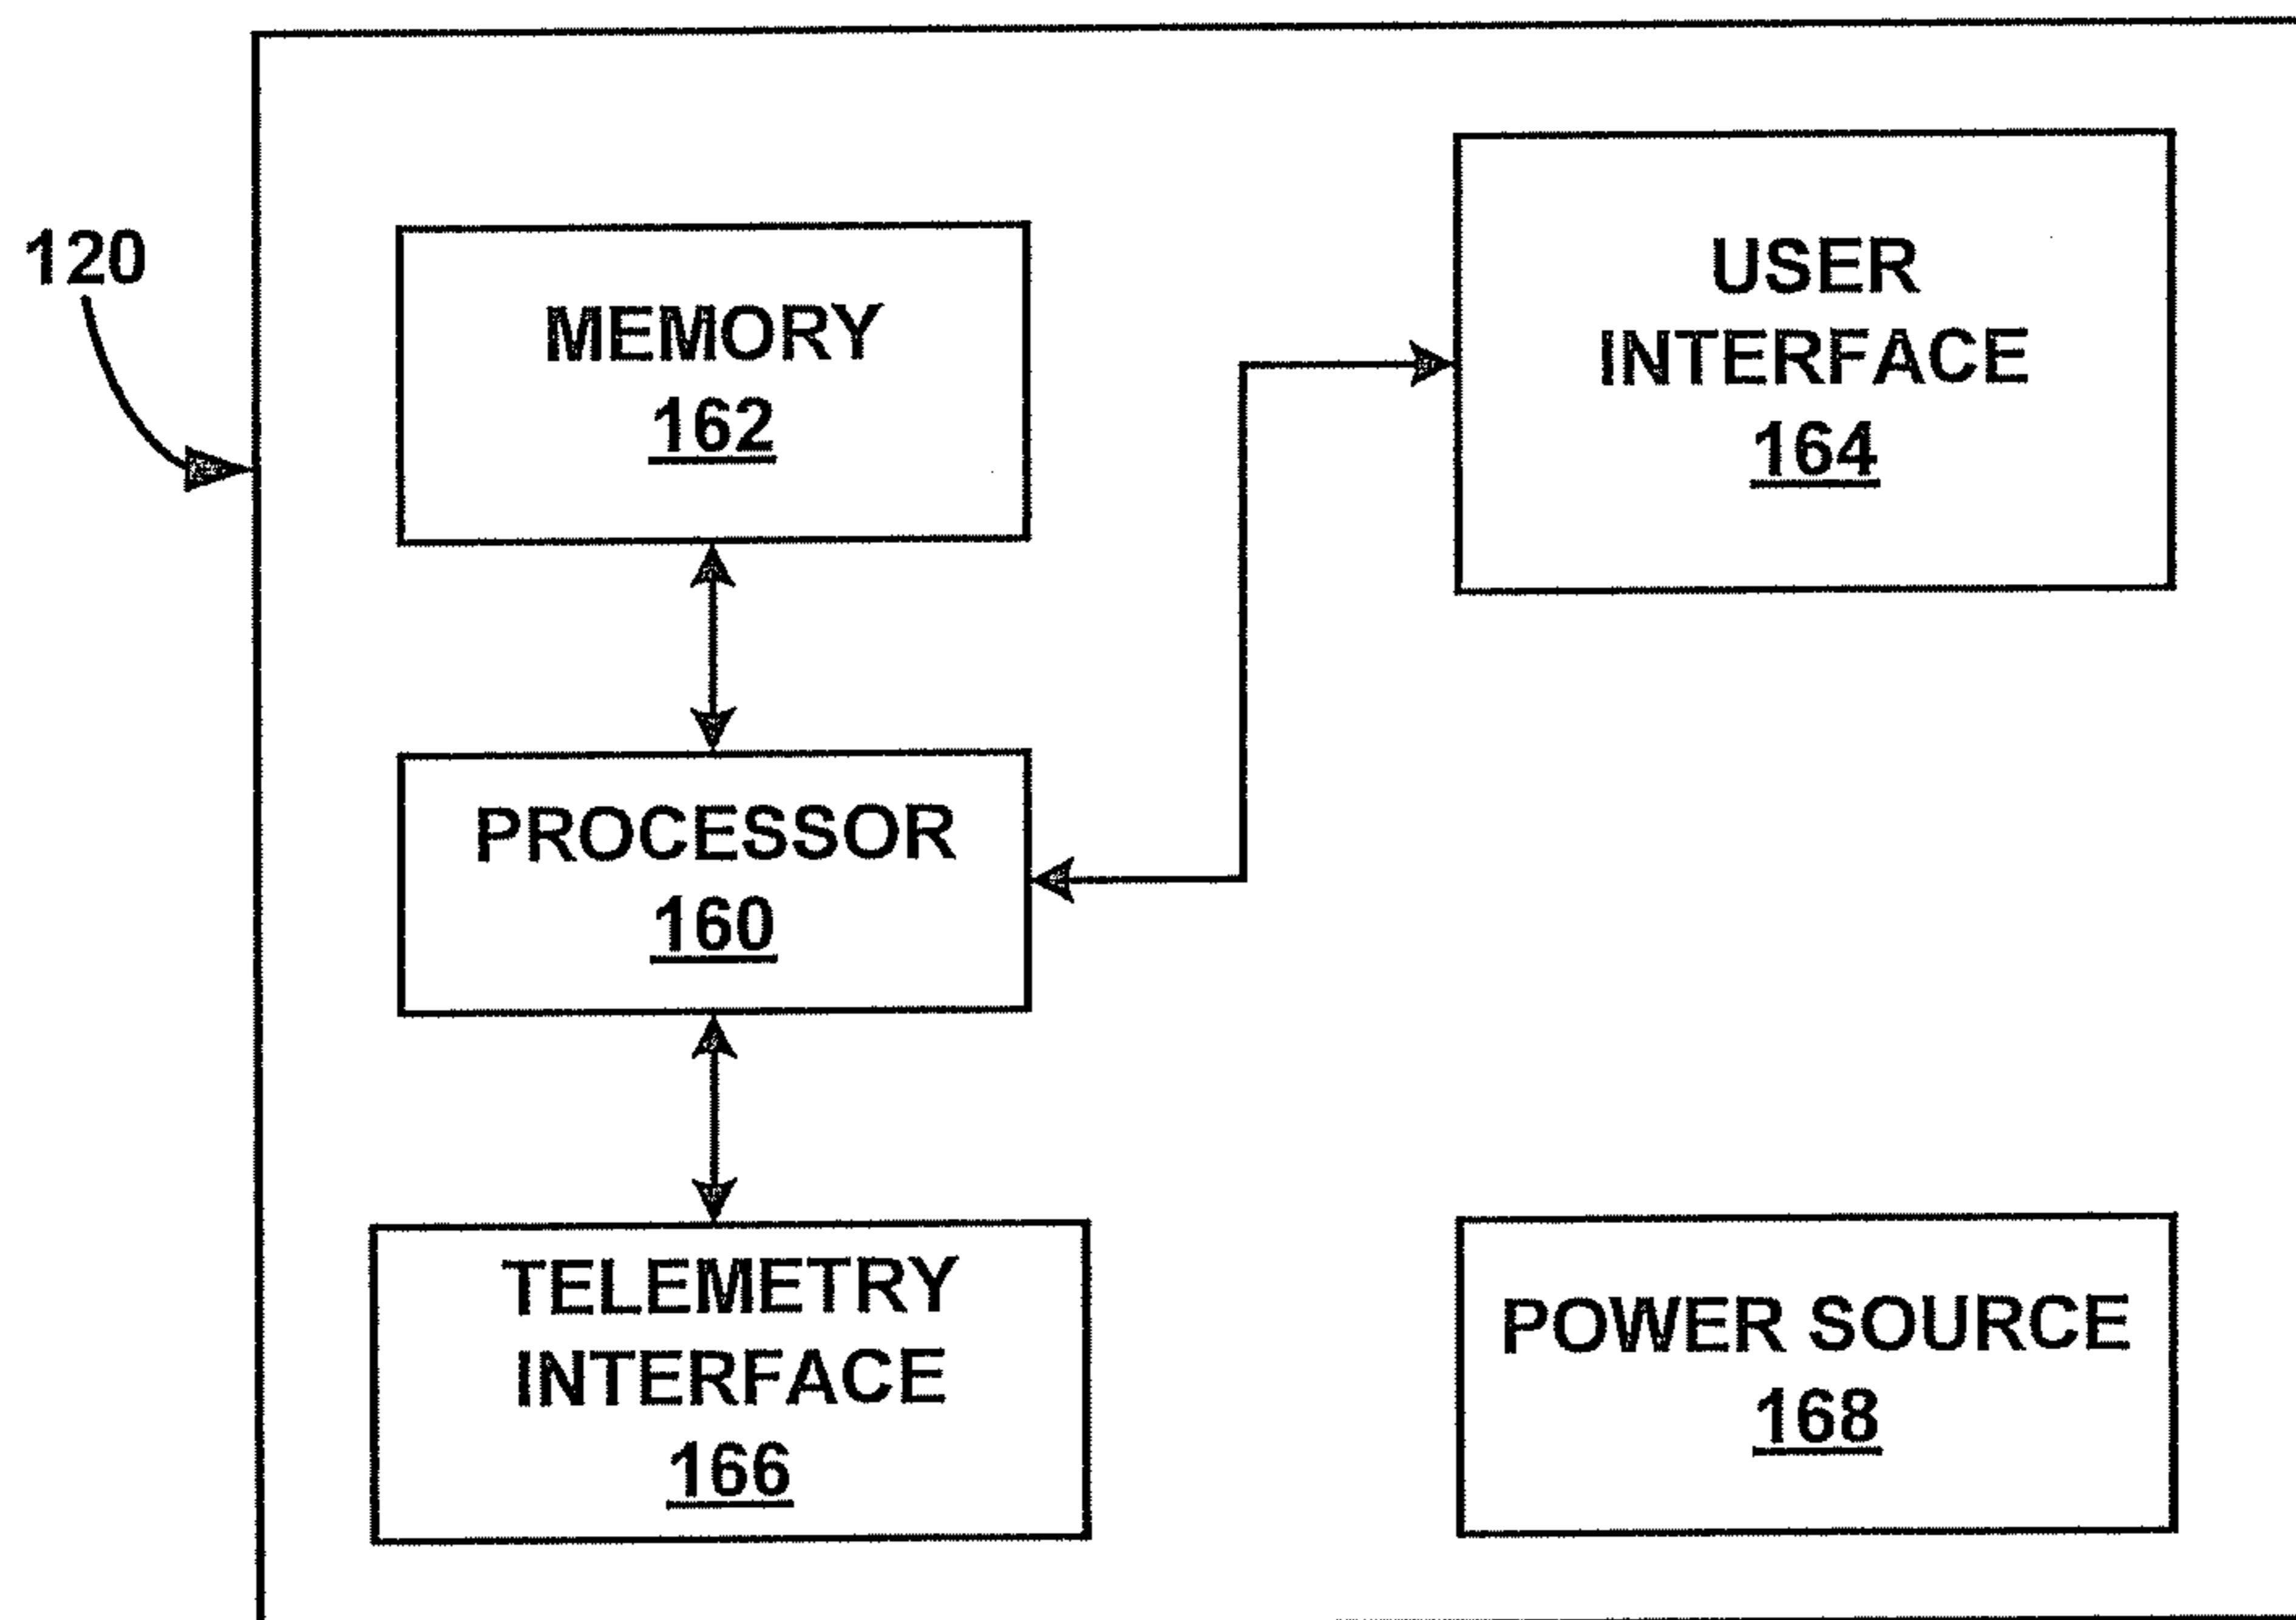 120
MEMORY
162
USER
INTERFACE
164
PROCESSOR
160
TELEMETRY
INTERFACE
166
POWER SOURCE
168